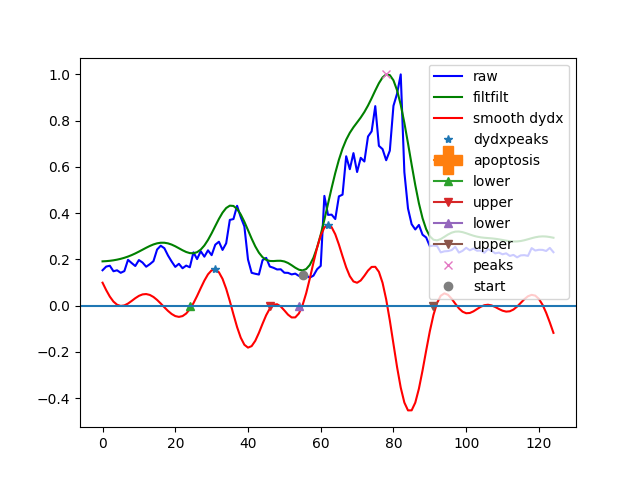 1.0
0.8
0.6
0.4
0.2
0.0
−0.2
−0.4
0 20 40 60 80 100 120
raw
filtfilt
smooth dydx
dydxpeaks
apoptosis
lower
upper
lower
upper
peaks
start